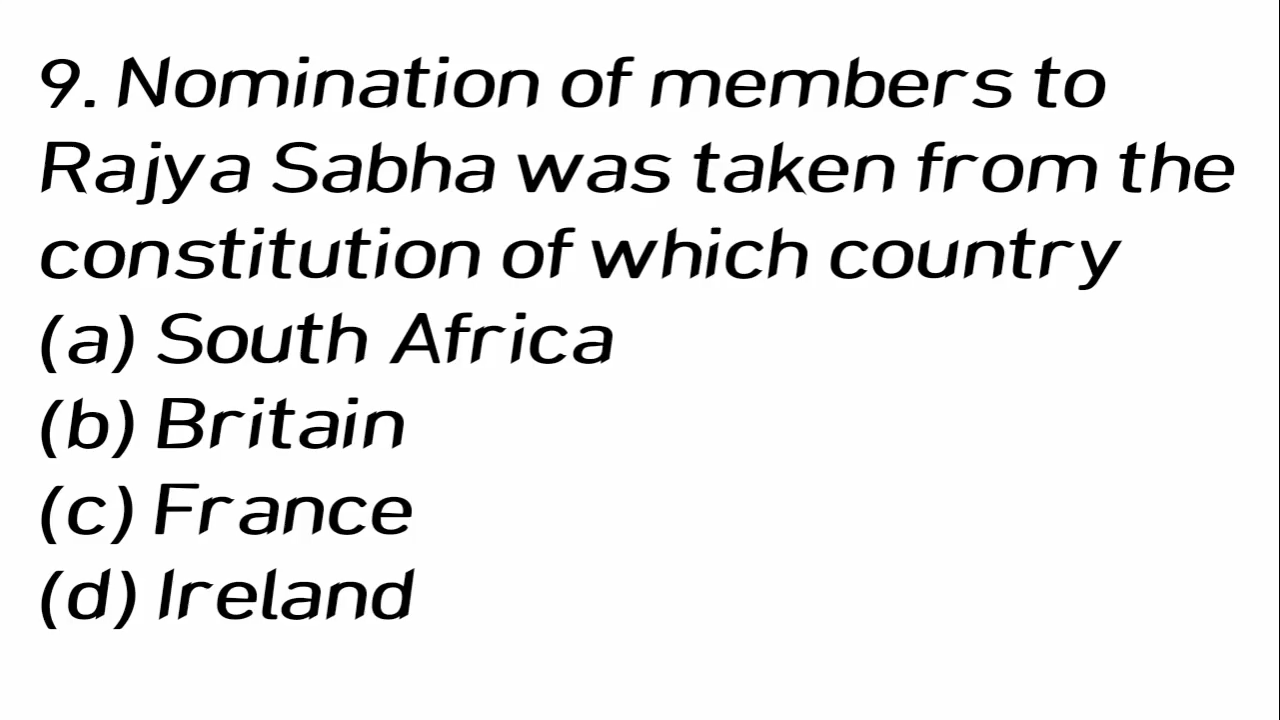 9. Nomination of members to
Rajya Sabha was taken from the
constitution of which country
(a) South Africa
(b) Britain
(c) France
(d) Ireland